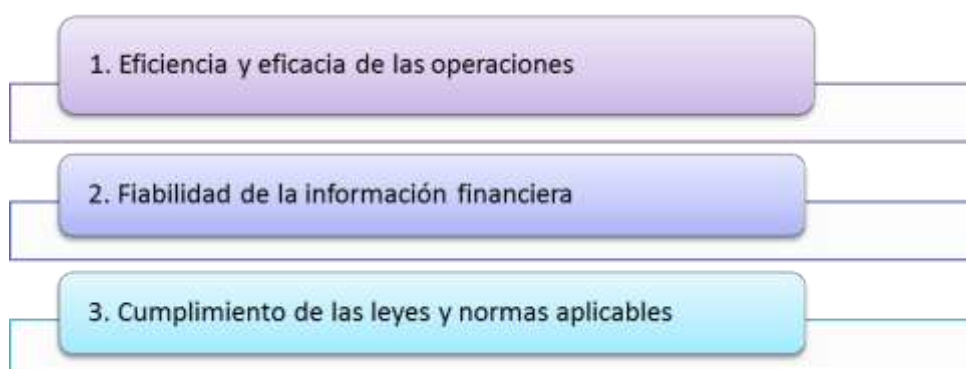 1. Eficiencia y eficacia de las operaciones
2. Fiabilidad de la información financiera
3. Cumplimiento de las leyes y normas aplicables